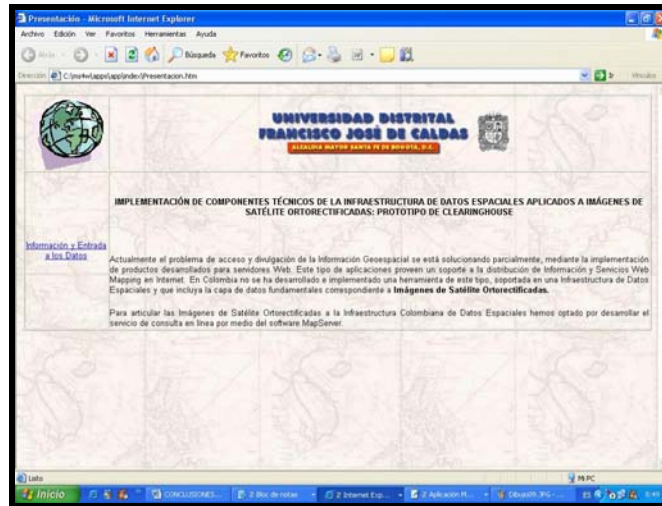 Presentación - Microsoft Internet Explorer
Archivo Edición Ver Favoritos Herramientas Ayuda
Atrás Búsqueda Favoritos
Dirección C:\ms4w\apps\app\index\Presentacion.htm Ir Vínculos
UNIVERSIDAD DISTRITAL
FRANCISCO JOSÉ DE CALDAS
ALCALDIA MAYOR SANTA FE DE BOGOTA, D.C.
IMPLEMENTACIÓN DE COMPONENTES TÉCNICOS DE LA INFRAESTRUCTURA DE DATOS ESPACIALES APLICADOS A IMÁGENES DE
SATÉLITE ORTORECTIFICADAS: PROTOTIPO DE CLEARINGHOUSE
Información y Entrada
a los Datos
Actualmente el problema de acceso y divulgación de la Información Geoespacial se está solucionando parcialmente, mediante la implementación
de productos desarrollados para servidores Web. Este tipo de aplicaciones proveen un soporte a la distribución de Información y Servicios Web
Mapping en Internet. En Colombia no se ha desarrollado e implementado una herramienta de este tipo, soportada en una Infraestructura de Datos
Espaciales y que incluya la capa de datos fundamentales correspondiente a Imágenes de Satélite Ortorectificadas.
Para articular las Imágenes de Satélite Ortorectificadas a la Infraestructura Colombiana de Datos Espaciales hemos optado por desarrollar el
servicio de consulta en línea por medio del software MapServer.
Listo Mi PC
Inicio CONCLUSIONES... 2 Bloc de notas 2 Internet Exp... 2 Aplicación M... Dibujo09.JPG - ... ES